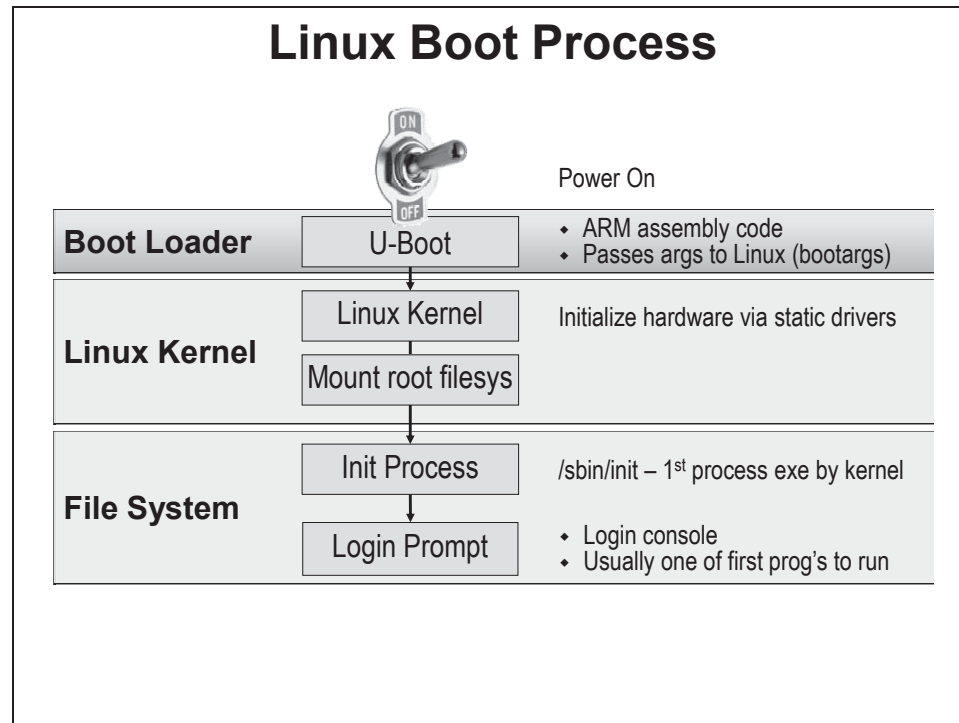 Linux Boot Process
ON
OFF
Power On
Boot Loader
U-Boot
◆ ARM assembly code
◆ Passes args to Linux (bootargs)
Linux Kernel
Linux Kernel
Initialize hardware via static drivers
Mount root filesys
File System
Init Process
/sbin/init – 1st process exe by kernel
Login Prompt
◆ Login console
◆ Usually one of first prog's to run